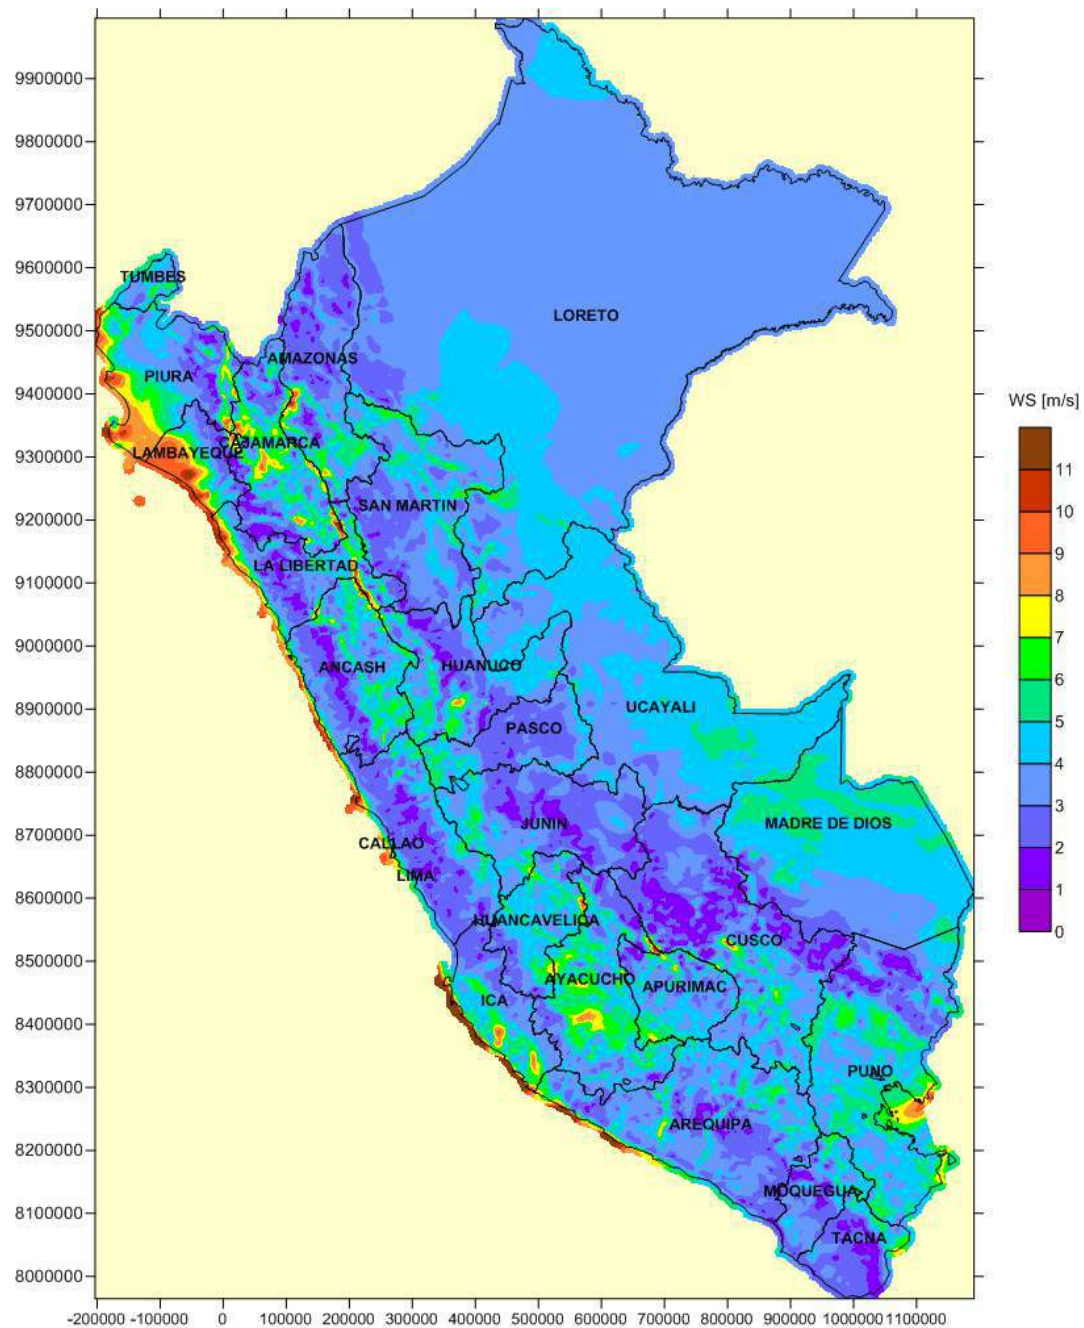 9900000
9800000
9700000
9600000
9500000
9400000
9300000
9200000
9100000
9000000
8900000
8800000
8700000
8600000
8500000
8400000
8300000
8200000
8100000
8000000
TUMBES
LORETO
AMAZONAS
PIURA
CAJAMARCA
LAMBAYEQUE
SAN MARTIN
LA LIBERTAD
ANCASH
HUANUCO
UCAYALI
PASCO
JUNIN
MADRE DE DIOS
CALLAO
LIMA
HUANCAVELICA
CUSCO
AYACUCHO
APURIMAC
ICA
PUNO
AREQUIPA
MOQUEGUA
TACNA
-200000 -100000 0 100000 200000 300000 400000 500000 600000 700000 800000 900000 1000000 1100000
WS [m/s]
11
10
9
8
7
6
5
4
3
2
1
0